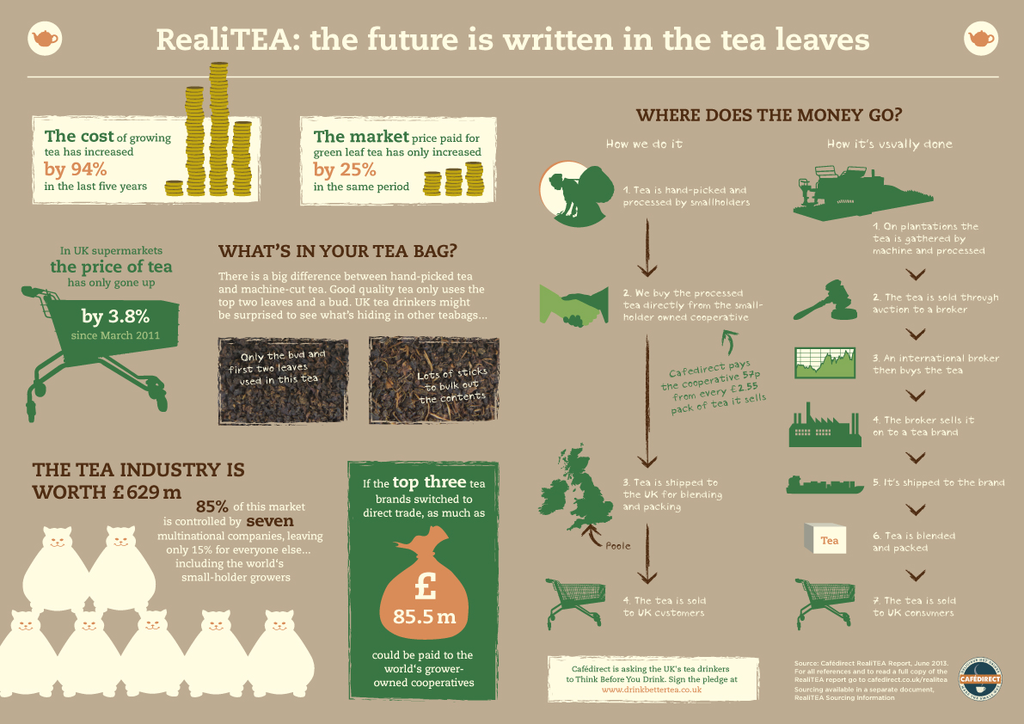 RealiTEA: the future is written in the tea leaves
The cost of growing
tea has increased
by 94%
in the last five years
The market price paid for
green leaf tea has only increased
by 25%
in the same period
In UK supermarkets
the price of tea
has only gone up
by 3.8%
since March 2011
WHAT'S IN YOUR TEA BAG?
There is a big difference between hand-picked tea
and machine-cut tea. Good quality tea only uses the
top two leaves and a bud. UK tea drinkers might
be surprised to see what's hiding in other teabags...
Only the bud and
first two leaves
used in this tea
Lots of sticks
to bulk out
the contents
THE TEA INDUSTRY IS
WORTH £629m
85% of this market
is controlled by seven
multinational companies, leaving
only 15% for everyone else...
including the world's
small-holder growers
If the top three tea
brands switched to
direct trade, as much as
£
85.5m
could be paid to the
world's grower-
owned cooperatives
WHERE DOES THE MONEY GO?
How we do it
1. Tea is hand-picked and
processed by smallholders
2. We buy the processed
tea directly from the small-
holder owned cooperative
Cafedirect pays
the cooperative 57p
from every £2.55
pack of tea it sells
3. Tea is shipped to
the UK for blending
and packing
Poole
4. The tea is sold
to UK customers
How it's usually done
1. On plantations the
tea is gathered by
machine and processed
2. The tea is sold through
auction to a broker
3. An international broker
then buys the tea
4. The broker sells it
on to a tea brand
5. It's shipped to the brand
Tea
6. Tea is blended
and packed
7. The tea is sold
to UK consumers
Cafédirect is asking the UK's tea drinkers
to Think Before You Drink. Sign the pledge at
www.drinkbettertea.co.uk
Source: Cafédirect RealiTEA Report, June 2013.
For all references and to read a full copy of the
RealiTEA report go to cafedirect.co.uk/realitea
Sourcing available in a separate document,
RealiTEA Sourcing Information
CAFÉDIRECT